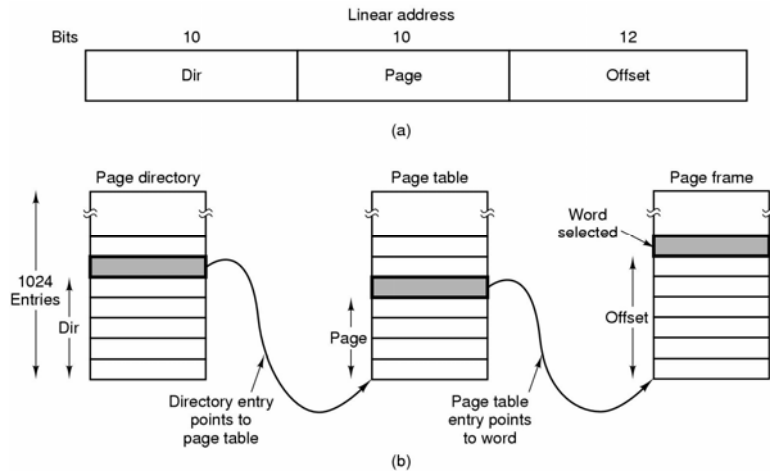 Linear address
Bits 10 10 12
Dir Page Offset
(a)
Page directory Page table Page frame
Word
selected
1024
Entries
Dir
Page
Offset
Directory entry
points to
page table
Page table
entry points
to word
(b)